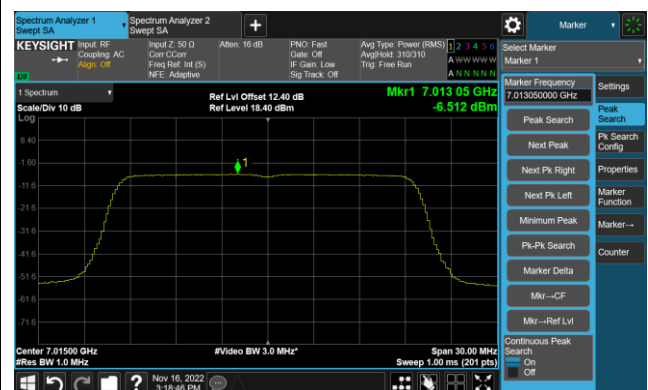 Spectrum Analyzer 1
Swept SA
Spectrum Analyzer 2
Swept SA
+
Marker
KEYSIGHT
Input: RF
Coupling: AC
Align: Off
Input Z: 50 Ω
Corr CCorr
Freq Ref: Int (S)
NFE: Adaptive
Atten: 16 dB
PNO: Fast
Gate: Off
IF Gain: Low
Sig Track: Off
Avg Type: Power (RMS)
Avg|Hold: 310/310
Trig: Free Run
1 2 3 4 5 6
A W W W W W
A N N N N N
LXI
Select Marker
Marker 1
1 Spectrum
Scale/Div 10 dB
Log
Ref Lvl Offset 12.40 dB
Ref Level 18.40 dBm
Mkr1 7.013 05 GHz
-6.512 dBm
8.40
-1.60
-11.6
-21.6
-31.6
-41.6
-51.6
-61.6
-71.6
1
Center 7.01500 GHz
#Res BW 1.0 MHz
#Video BW 3.0 MHz*
Span 30.00 MHz
Sweep 1.00 ms (201 pts)
Marker Frequency
7.013050000 GHz
Peak Search
Next Peak
Next Pk Right
Next Pk Left
Minimum Peak
Pk-Pk Search
Marker Delta
Mkr→CF
Mkr→Ref Lvl
Continuous Peak
Search
On
Off
Settings
Peak
Search
Pk Search
Config
Properties
Marker
Function
Marker→
Counter
?
Nov 16, 2022
3:18:46 PM